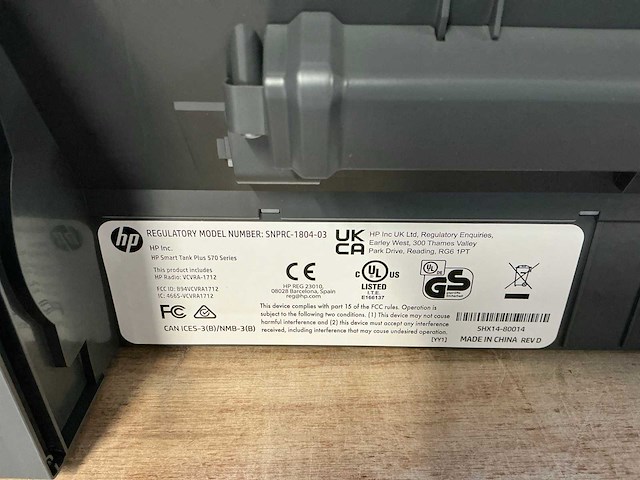 hp
REGULATORY MODEL NUMBER: SNPRC-1804-03
HP Inc.
HP Smart Tank Plus 570 Series
This product includes
HP Radio: VCVRA-1712
FCC ID: B94VCVRA1712
IC: 4665-VCVRA1712
FC
CAN ICES-3(B)/NMB-3(B)
CE
HP REG 23010,
08028 Barcelona, Spain
reg@hp.com
UK
CA
HP Inc UK Ltd, Regulatory Enquiries,
Earley West, 300 Thames Valley
Park Drive, Reading, RG6 1PT
C UL US
LISTED
I.T.E.
E166137
UL
GS
This device complies with part 15 of the FCC rules. Operation is
subject to the following two conditions. (1) This device may not cause
harmful interference and (2) this device must accept any interference
received, including interference that may cause undesired operation.
[YY1]
SHX14-80014
MADE IN CHINA REV D